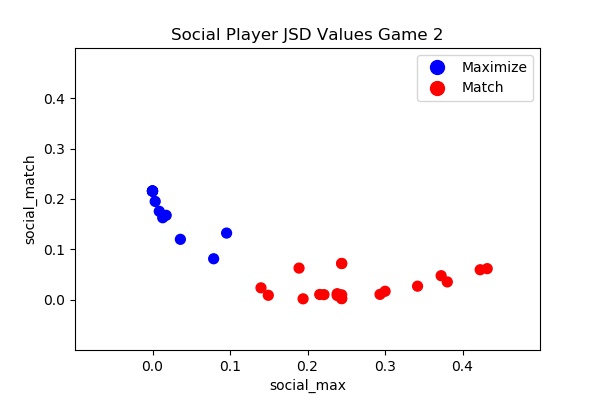 Social Player JSD Values Game 2
Maximize
Match
social_match
0.4
0.3
0.2
0.1
0.0
0.0 0.1 0.2 0.3 0.4
social_max